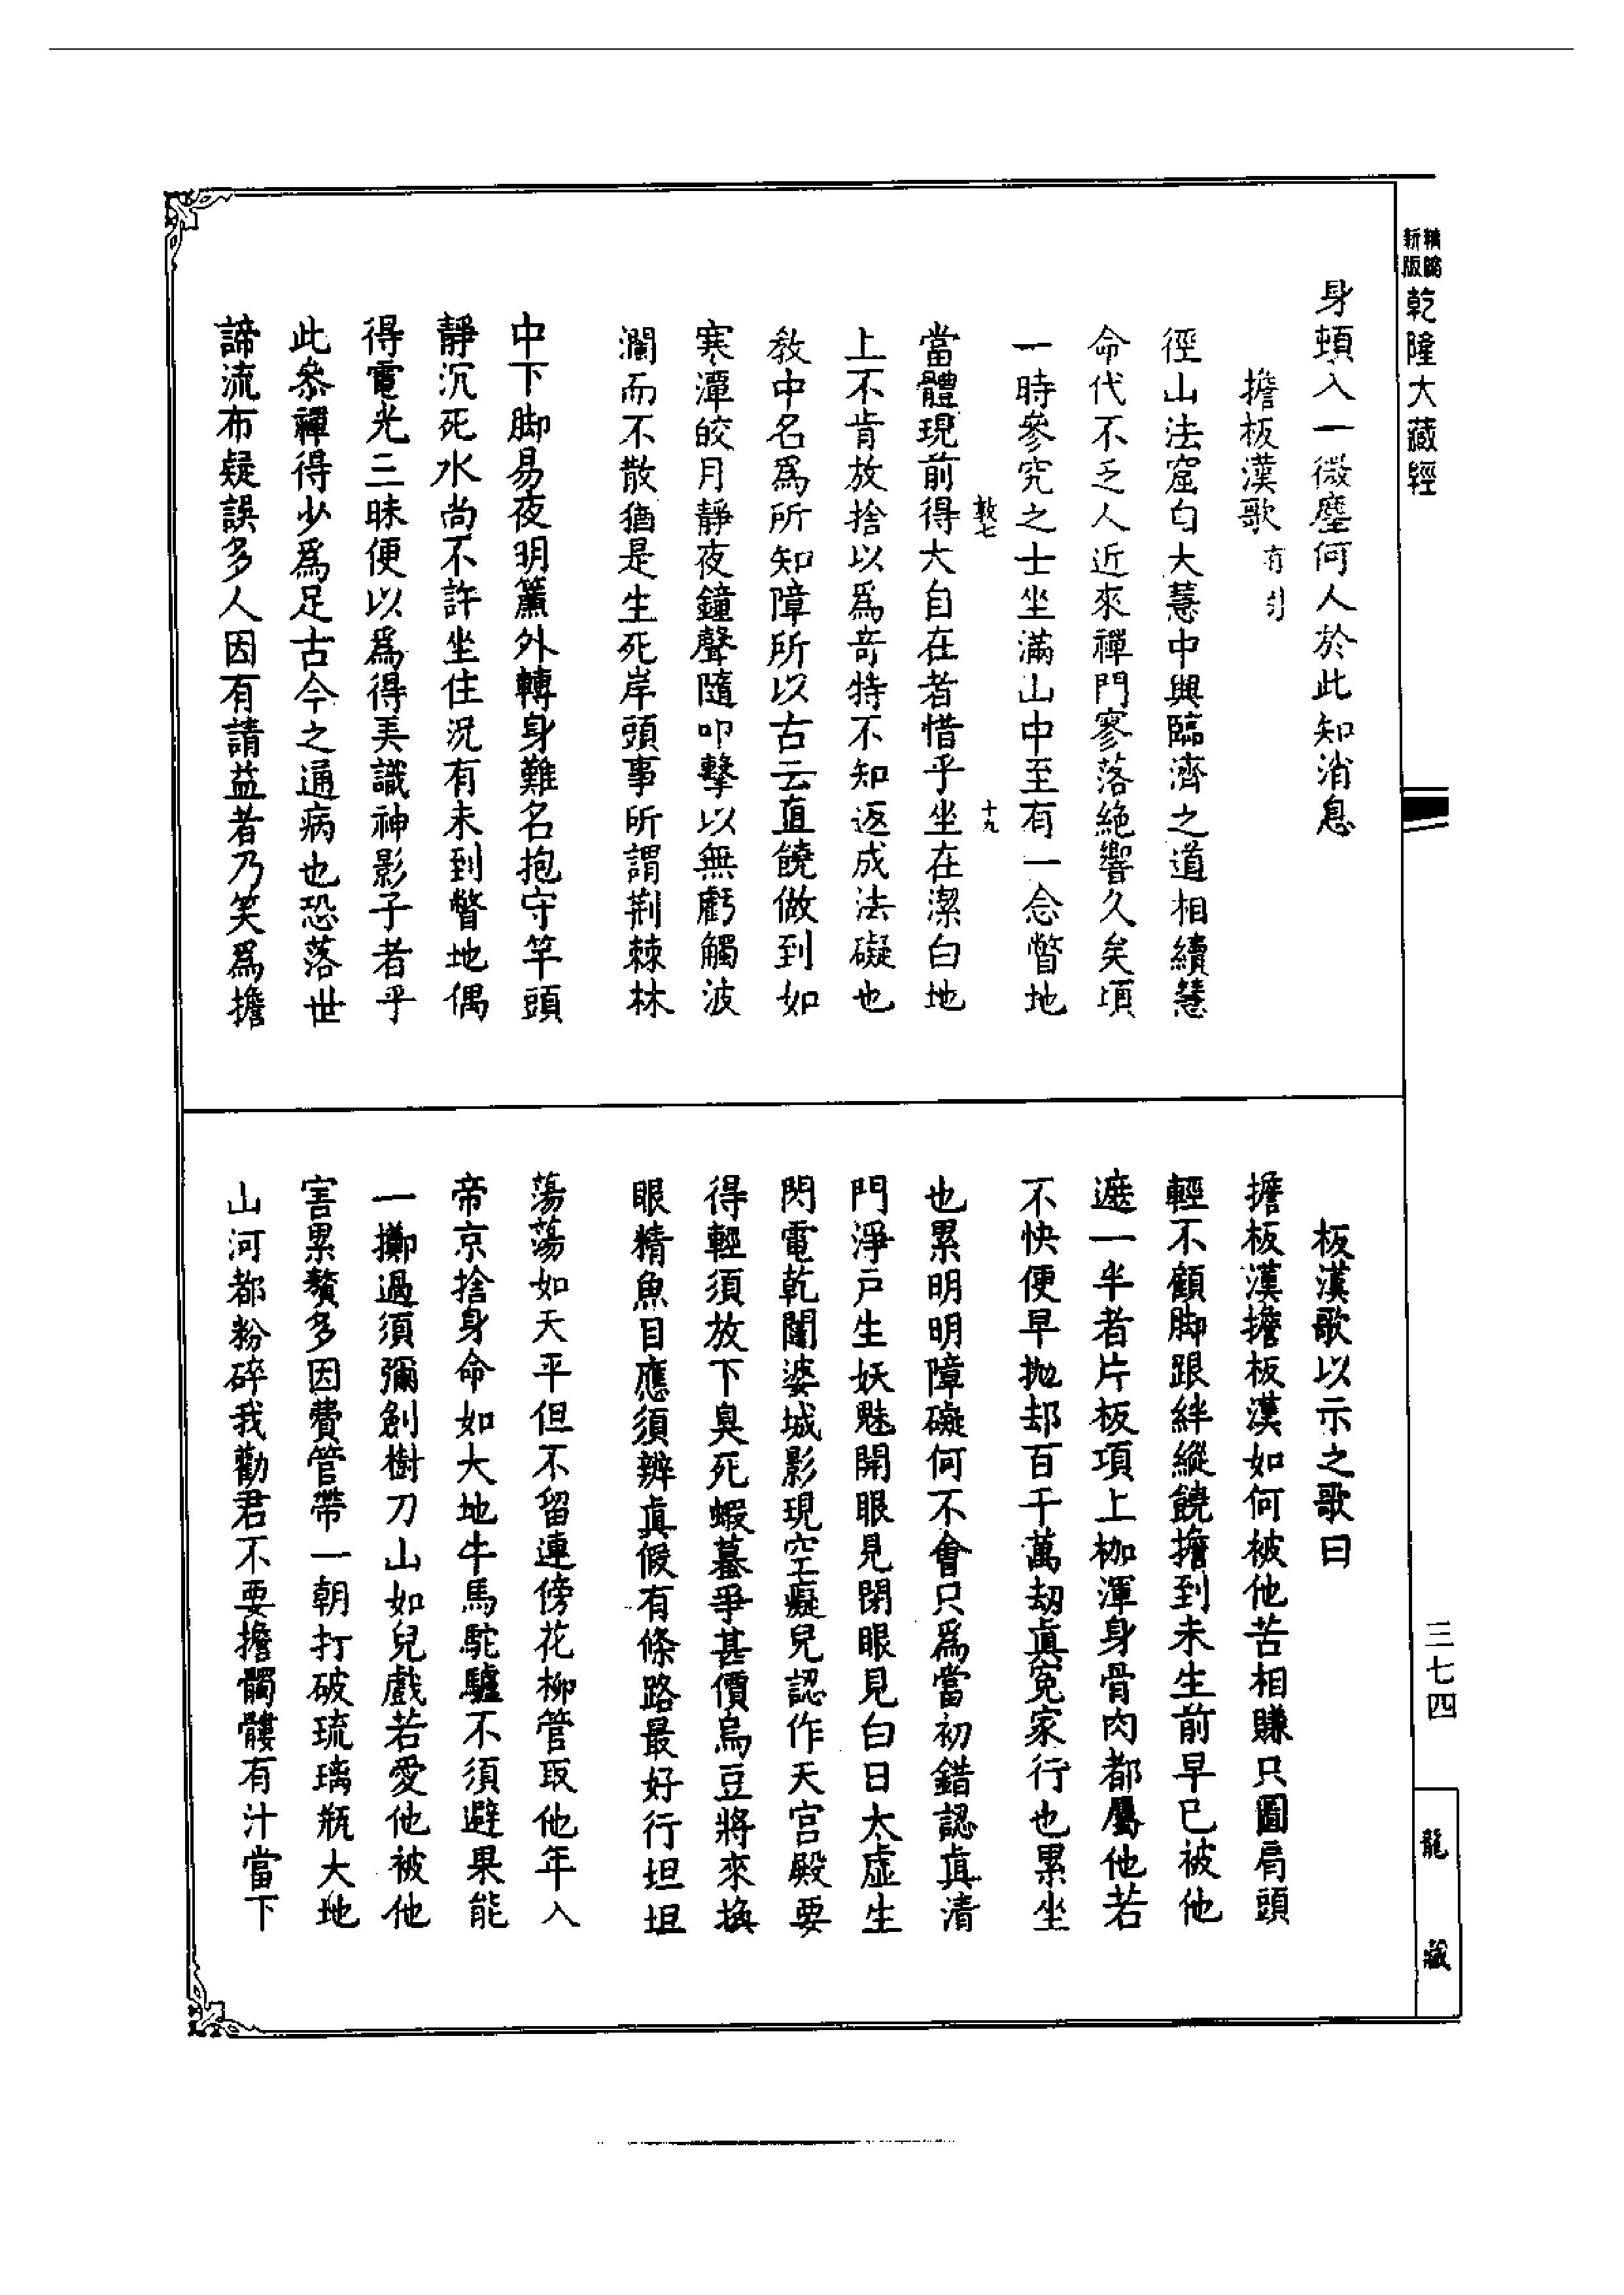 精縮新版乾隆大藏經
身頓入一微塵何人於此知消息
擔板漢歌有引
徑山法窟自大慧中興臨濟之道相續慧
命代不乏人近來禪門寥落絶響久矣頃
一時參究之士坐滿山中至有一念瞥地
敦七
十九
當體現前得大自在者惜乎坐在潔白地
上不肯放捨以爲奇特不知返成法礙也
教中名爲所知障所以古云直饒做到如
寒潭皎月靜夜鐘聲隨叩擊以無虧觸波
瀾而不散猶是生死岸頭事所謂荆棘林
中下脚易夜明簾外轉身難名抱守竿頭
靜沉死水尚不許坐住況有未到瞥地偶
得電光三昧便以爲得美識神影子者乎
此叅禪得少爲足古今之通病也恐落世
諦流布疑誤多人因有請益者乃笑爲擔
板漢歌以示之歌曰
擔板漢擔板漢如何被他苦相賺只圖肩頭
輕不顧脚跟絆縱饒擔到未生前早已被他
遮一半者片板項上枷渾身骨肉都屬他若
不快便早抛却百千萬劫眞冤家行也累坐
也累明明障礙何不會只爲當初錯認眞清
門淨戸生妖魅開眼見閉眼見白日太虚生
閃電乾闥婆城影現空癡兒認作天宮殿要
得輕須放下臭死蝦蟇爭甚價烏豆將來換
眼精魚目應須辨眞假有條路最好行坦坦
蕩蕩如天平但不留連傍花柳管取他年入
帝京捨身命如大地牛馬駝驢不須避果能
一擲過須彌劍樹刀山如兒戲若愛他被他
害累贅多因費管帶一朝打破琉璃瓶大地
山河都粉碎我勸君不要擔髑髏有汁當下
三七四
龍藏